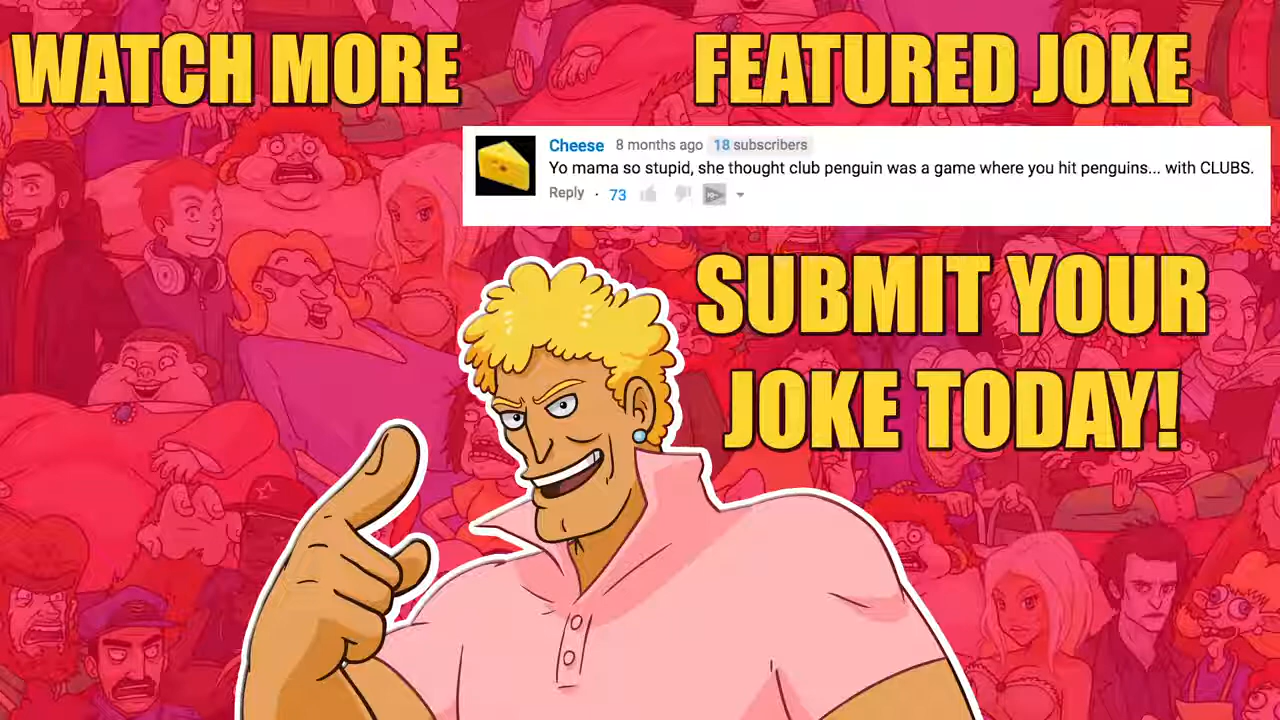 WATCH MORE
FEATURED JOKE
Cheese 8 months ago 18 subscribers
Yo mama so stupid, she thought club penguin was a game where you hit penguins... with CLUBS.
Reply · 73
SUBMIT YOUR
JOKE TODAY!